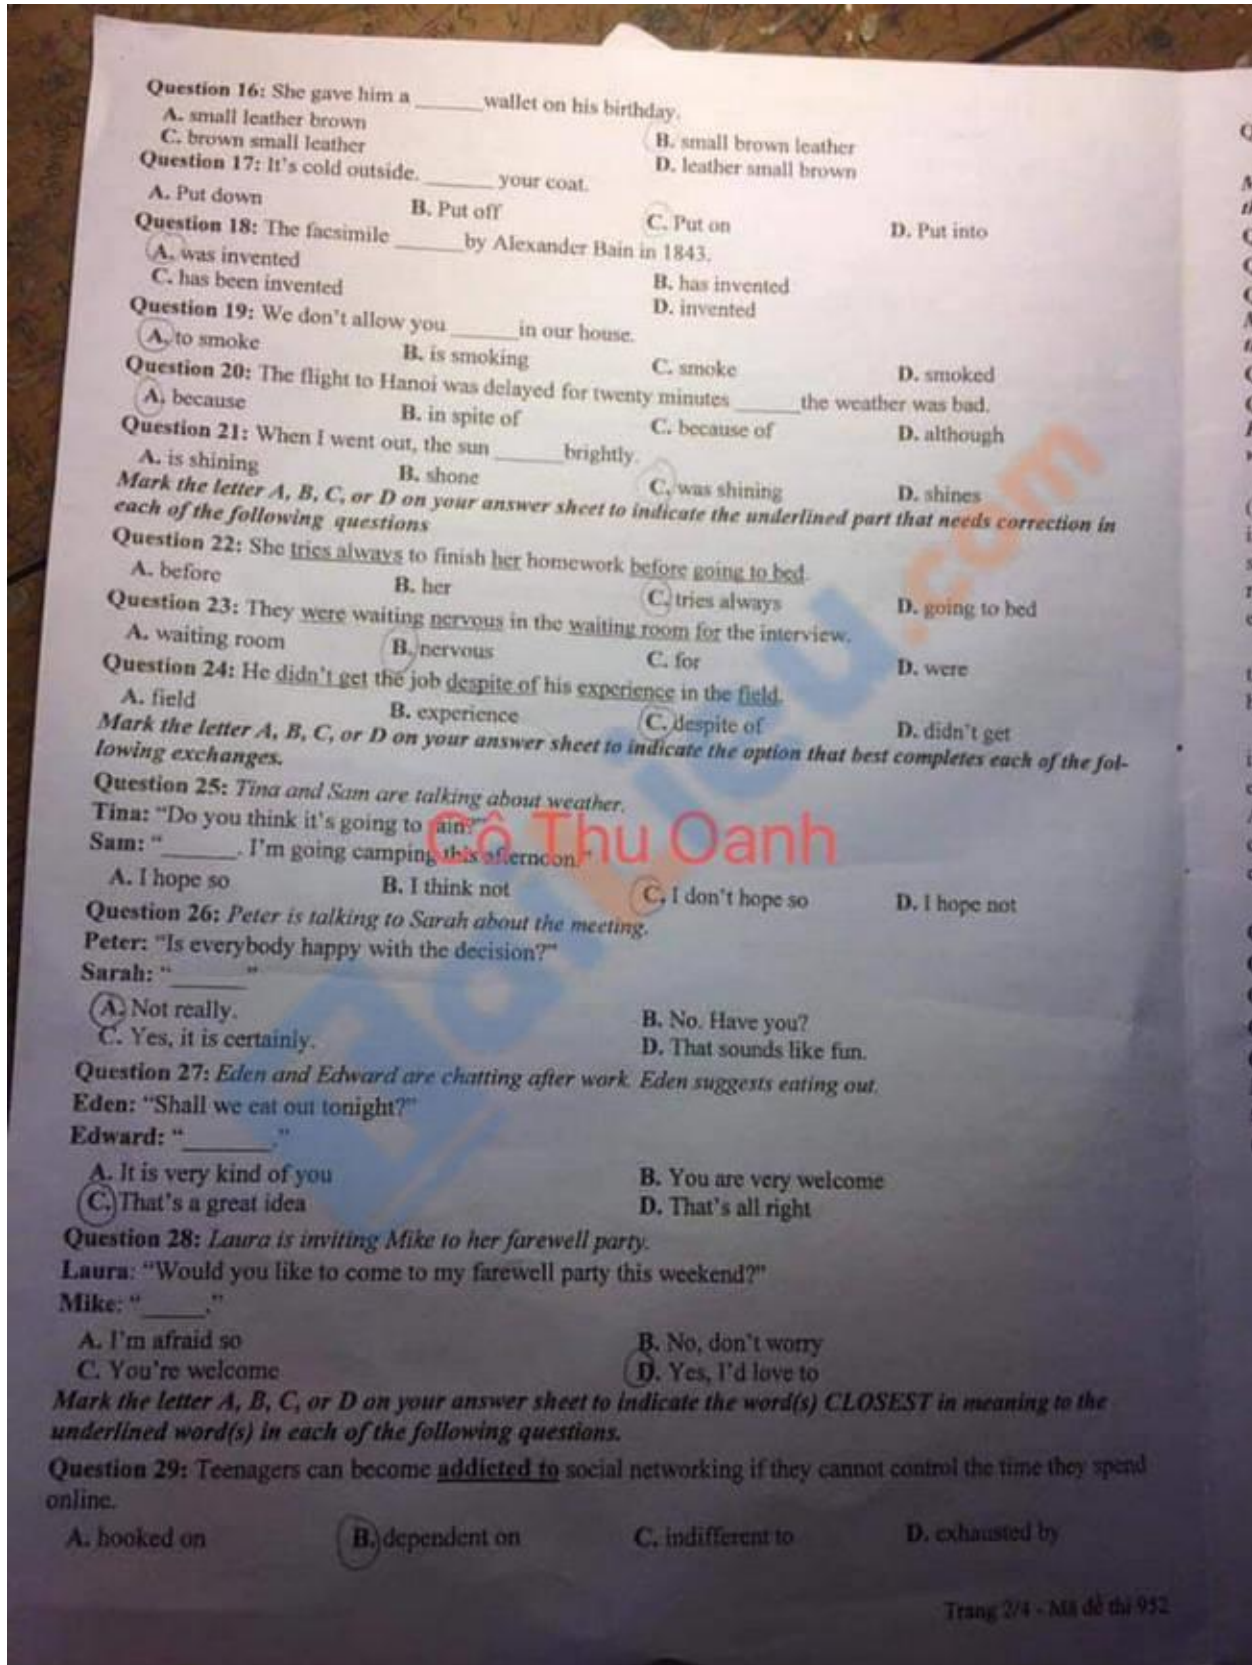 Question 16: She gave him a ______ wallet on his birthday.
A. small leather brown
B. small brown leather
C. brown small leather
D. leather small brown
Question 17: It's cold outside. ______ your coat.
A. Put down B. Put off C. Put on D. Put into
Question 18: The facsimile ______ by Alexander Bain in 1843.
A. was invented
B. has invented
C. has been invented
D. invented
Question 19: We don't allow you ______ in our house.
A. to smoke B. is smoking C. smoke D. smoked
Question 20: The flight to Hanoi was delayed for twenty minutes ______ the weather was bad.
A. because B. in spite of C. because of D. although
Question 21: When I went out, the sun ______ brightly.
A. is shining B. shone C. was shining D. shines
Mark the letter A, B, C, or D on your answer sheet to indicate the underlined part that needs correction in
each of the following questions
Question 22: She tries always to finish her homework before going to bed.
A. before B. her C. tries always D. going to bed
Question 23: They were waiting nervous in the waiting room for the interview.
A. waiting room B. nervous C. for D. were
Question 24: He didn't get the job despite of his experience in the field.
A. field B. experience C. despite of D. didn't get
Mark the letter A, B, C, or D on your answer sheet to indicate the option that best completes each of the fol-
lowing exchanges.
Question 25: Tina and Sam are talking about weather.
Tina: "Do you think it's going to rain?"
Sam: "______. I'm going camping this afternoon."
Cô Thu Oanh
A. I hope so B. I think not C. I don't hope so D. I hope not
Question 26: Peter is talking to Sarah about the meeting.
Peter: "Is everybody happy with the decision?"
Sarah: "______"
A. Not really.
B. No. Have you?
C. Yes, it is certainly.
D. That sounds like fun.
Question 27: Eden and Edward are chatting after work. Eden suggests eating out.
Eden: "Shall we eat out tonight?"
Edward: "______."
A. It is very kind of you
B. You are very welcome
C. That's a great idea
D. That's all right
Question 28: Laura is inviting Mike to her farewell party.
Laura: "Would you like to come to my farewell party this weekend?"
Mike: "______."
A. I'm afraid so
B. No, don't worry
C. You're welcome
D. Yes, I'd love to
Mark the letter A, B, C, or D on your answer sheet to indicate the word(s) CLOSEST in meaning to the
underlined word(s) in each of the following questions.
Question 29: Teenagers can become addicted to social networking if they cannot control the time they spend
online.
A. hooked on B. dependent on C. indifferent to D. exhausted by
Trang 2/4 - Mã đề thi 952